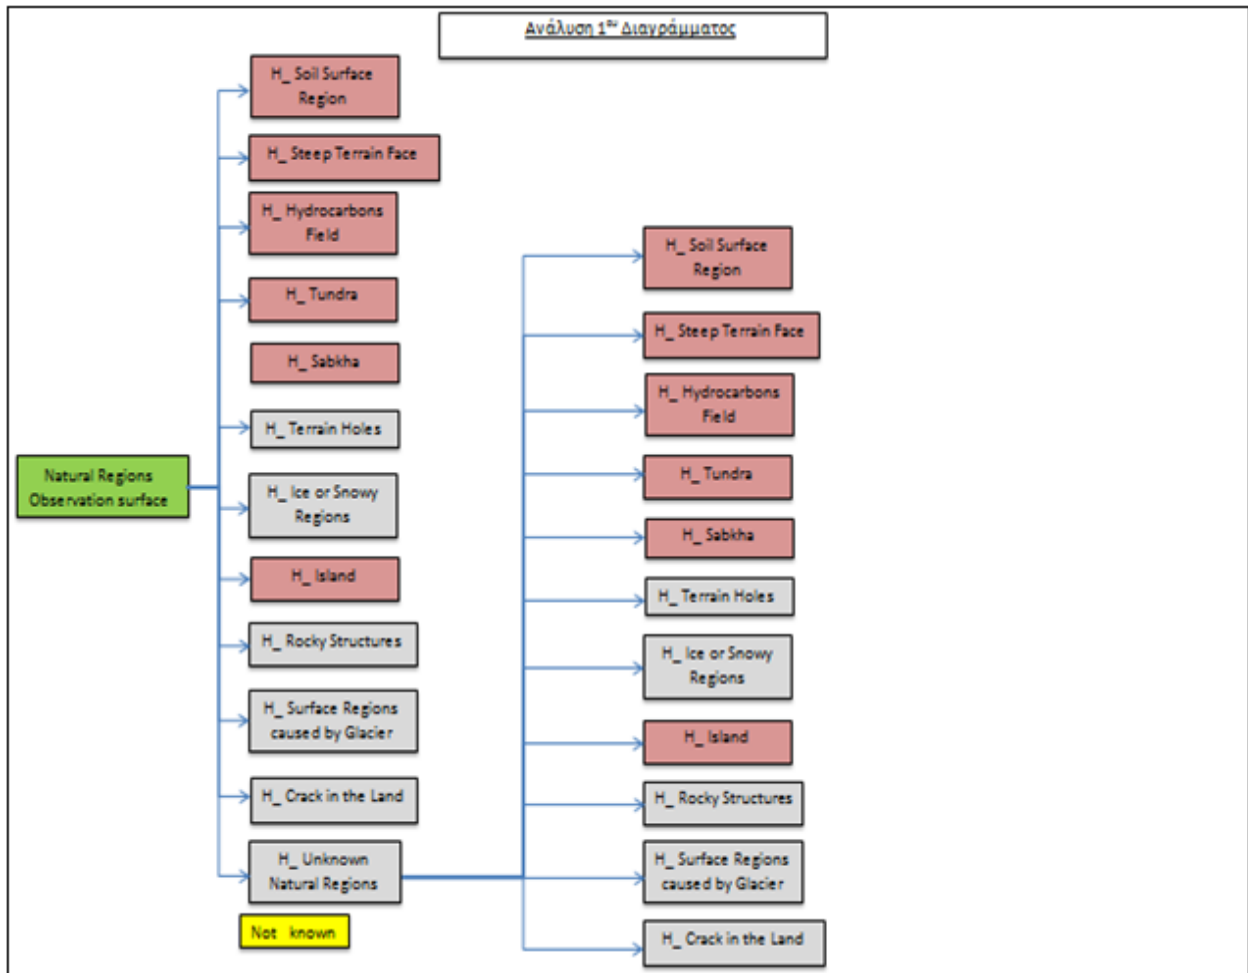 Ανάλυση 1ου Διαγράμματος
H_ Soil Surface
Region
H_ Steep Terrain Face
H_ Hydrocarbons
Field
H_ Tundra
H_ Sabkha
H_ Terrain Holes
Natural Regions
Observation surface
H_ Ice or Snowy
Regions
H_ Island
H_ Rocky Structures
H_ Surface Regions
caused by Glacier
H_ Crack in the Land
H_ Unknown
Natural Regions
Not known
H_ Soil Surface
Region
H_ Steep Terrain Face
H_ Hydrocarbons
Field
H_ Tundra
H_ Sabkha
H_ Terrain Holes
H_ Ice or Snowy
Regions
H_ Island
H_ Rocky Structures
H_ Surface Regions
caused by Glacier
H_ Crack in the Land